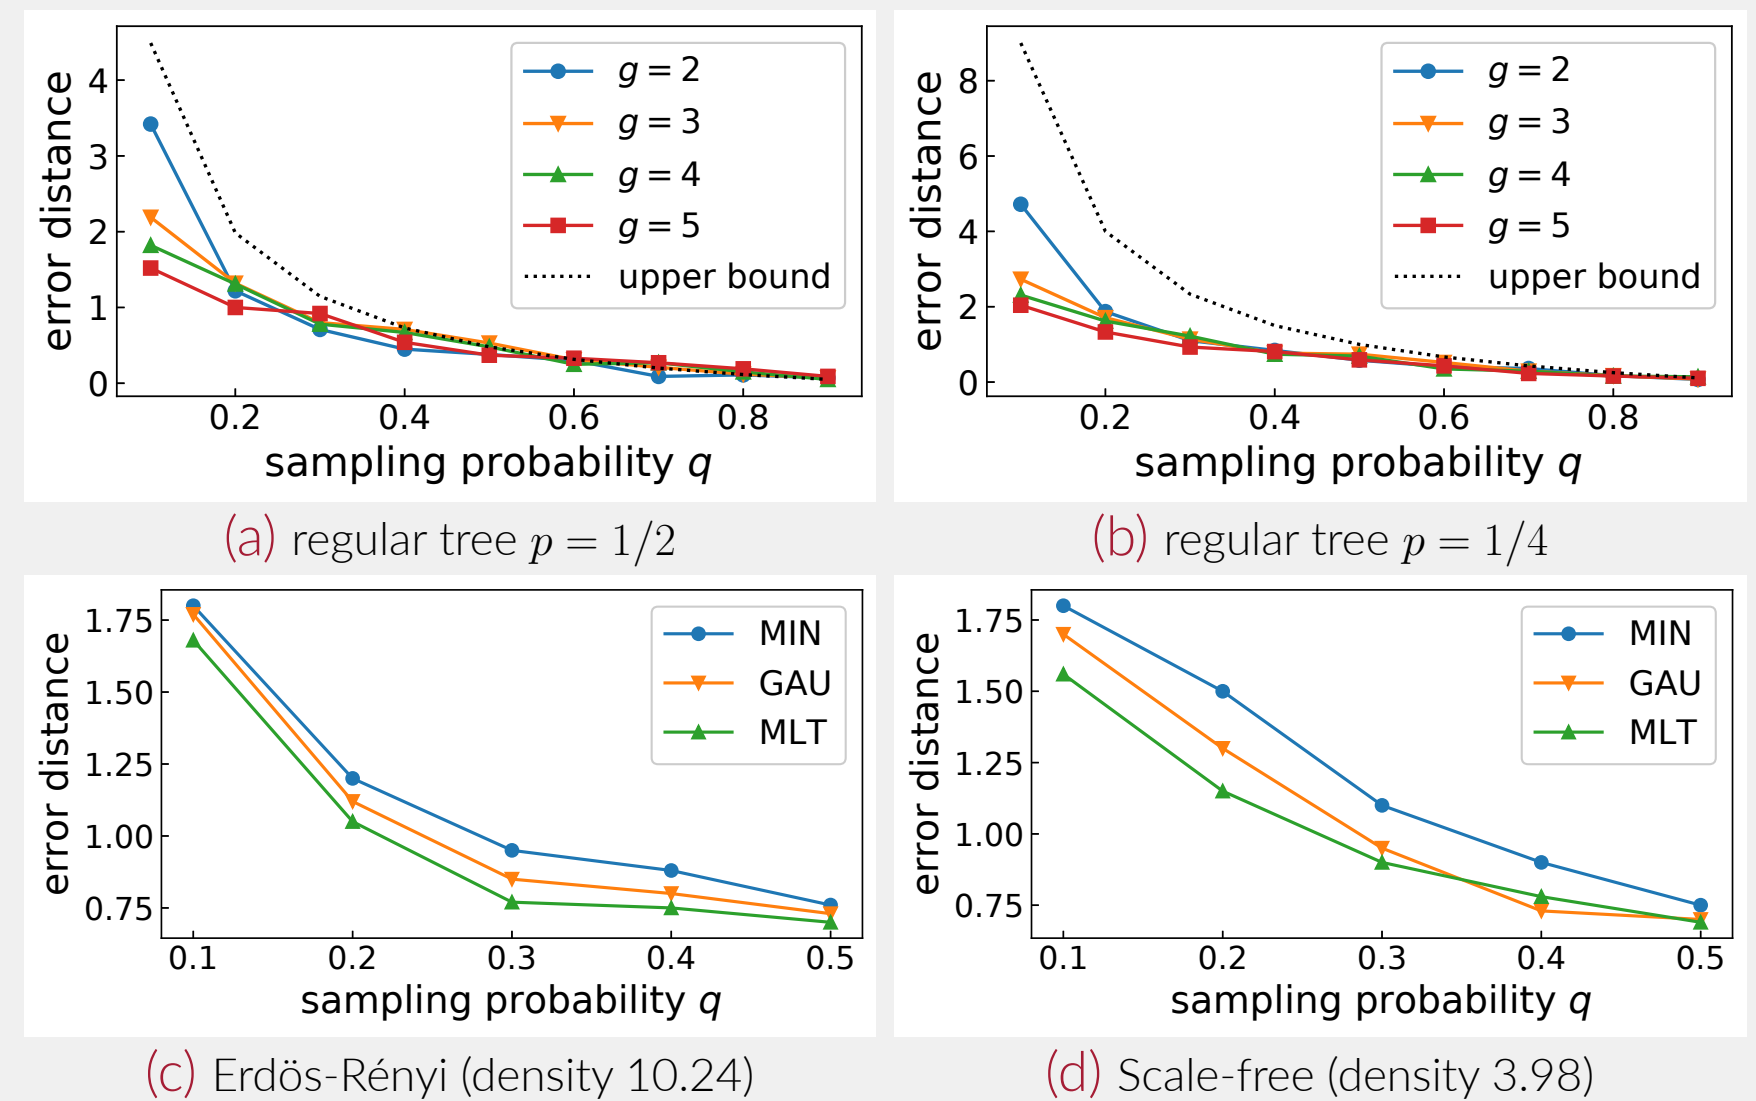 error distance
4
3
2
1
0
g = 2
g = 3
g = 4
g = 5
upper bound
0.2 0.4 0.6 0.8
sampling probability q
(a) regular tree p = 1/2
error distance
8
6
4
2
0
g = 2
g = 3
g = 4
g = 5
upper bound
0.2 0.4 0.6 0.8
sampling probability q
(b) regular tree p = 1/4
error distance
1.75
1.50
1.25
1.00
0.75
MIN
GAU
MLT
0.1 0.2 0.3 0.4 0.5
sampling probability q
(c) Erdös-Rényi (density 10.24)
error distance
1.75
1.50
1.25
1.00
0.75
MIN
GAU
MLT
0.1 0.2 0.3 0.4 0.5
sampling probability q
(d) Scale-free (density 3.98)